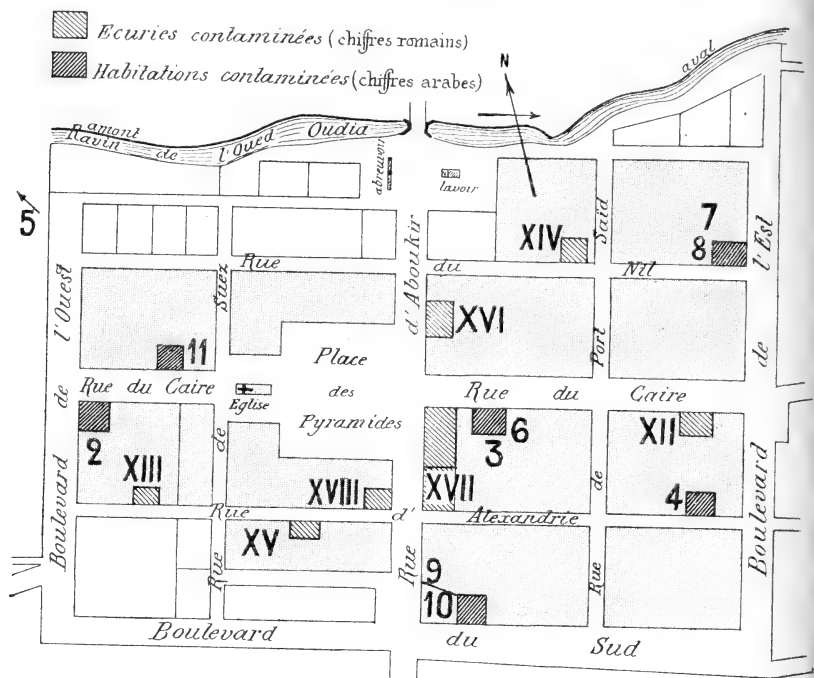 Ecuries contaminées (chiffres romains)
Habitations contaminées (chiffres arabes)
N
aval
amont
Ravin de l'Oued Oudia
abreuvoir
lavoir
5
XIV
7
8
Rue du Nil
XVI
11
Place
des
Pyramides
Rue du Caire
Eglise
Rue du Caire
2
XIII
XVIII
XVII
3
6
XII
4
Rue d'Alexandrie
XV
9
10
Boulevard du Sud
Boulevard de l'Ouest
Rue de Suez
Rue d'Aboukir
Rue de Port Saïd
Boulevard de l'Est